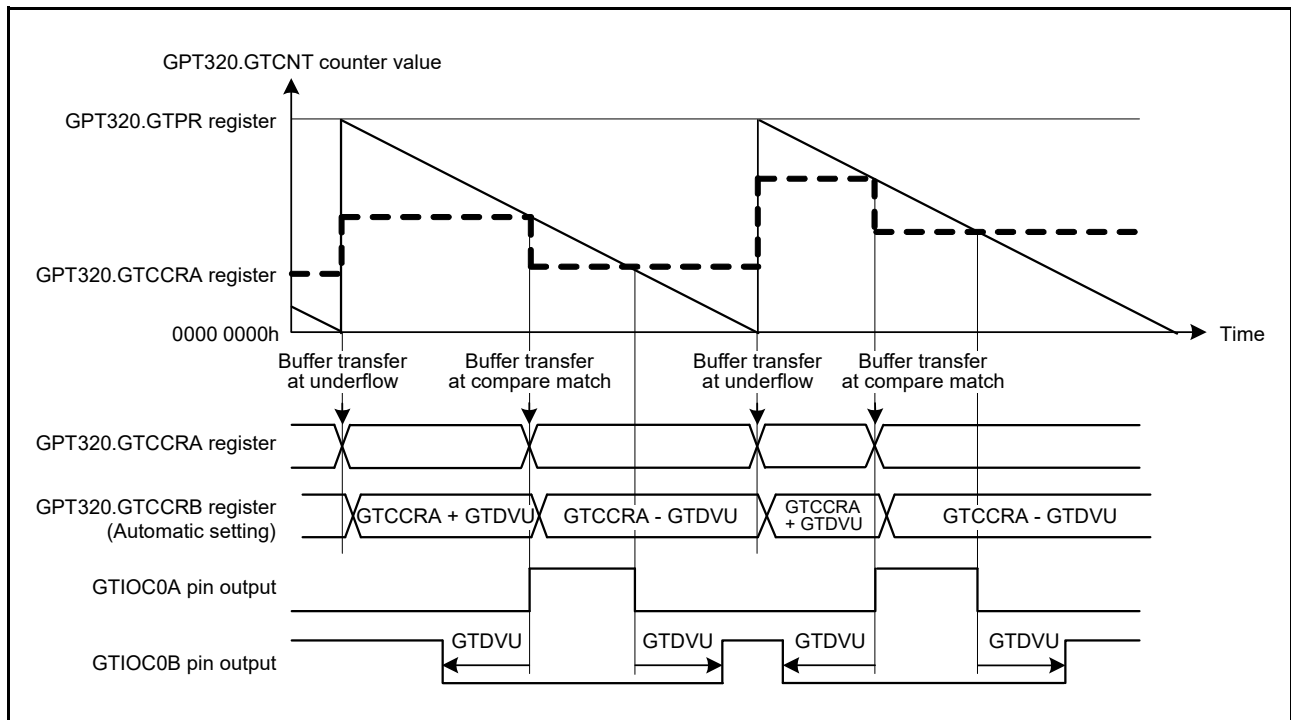 GPT320.GTCNT counter value
GPT320.GTPR register
GPT320.GTCCRA register
0000 0000h
Time
Buffer transfer
at underflow
Buffer transfer
at compare match
Buffer transfer
at underflow
Buffer transfer
at compare match
GPT320.GTCCRA register
GPT320.GTCCRB register
(Automatic setting)
GTCCRA + GTDVU
GTCCRA - GTDVU
GTCCRA
+ GTDVU
GTCCRA - GTDVU
GTIOC0A pin output
GTIOC0B pin output
GTDVU
GTDVU
GTDVU
GTDVU